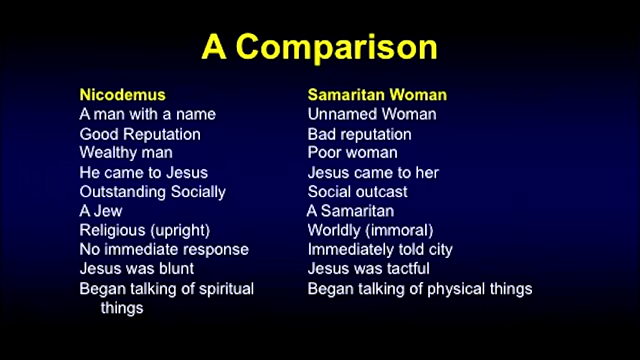 A Comparison
Nicodemus
A man with a name
Good Reputation
Wealthy man
He came to Jesus
Outstanding Socially
A Jew
Religious (upright)
No immediate response
Jesus was blunt
Began talking of spiritual
things
Samaritan Woman
Unnamed Woman
Bad reputation
Poor woman
Jesus came to her
Social outcast
A Samaritan
Worldly (immoral)
Immediately told city
Jesus was tactful
Began talking of physical things